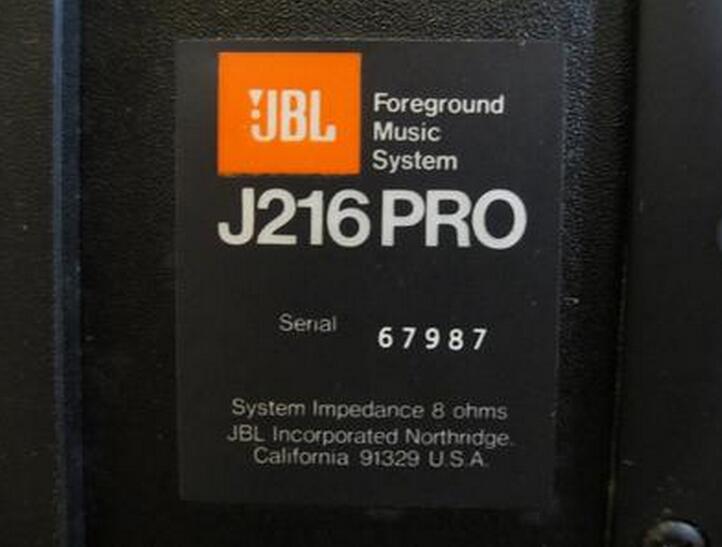 JBL
Foreground
Music
System
J216 PRO
Serial 67987
System Impedance 8 ohms
JBL Incorporated Northridge.
California 91329 U.S.A.